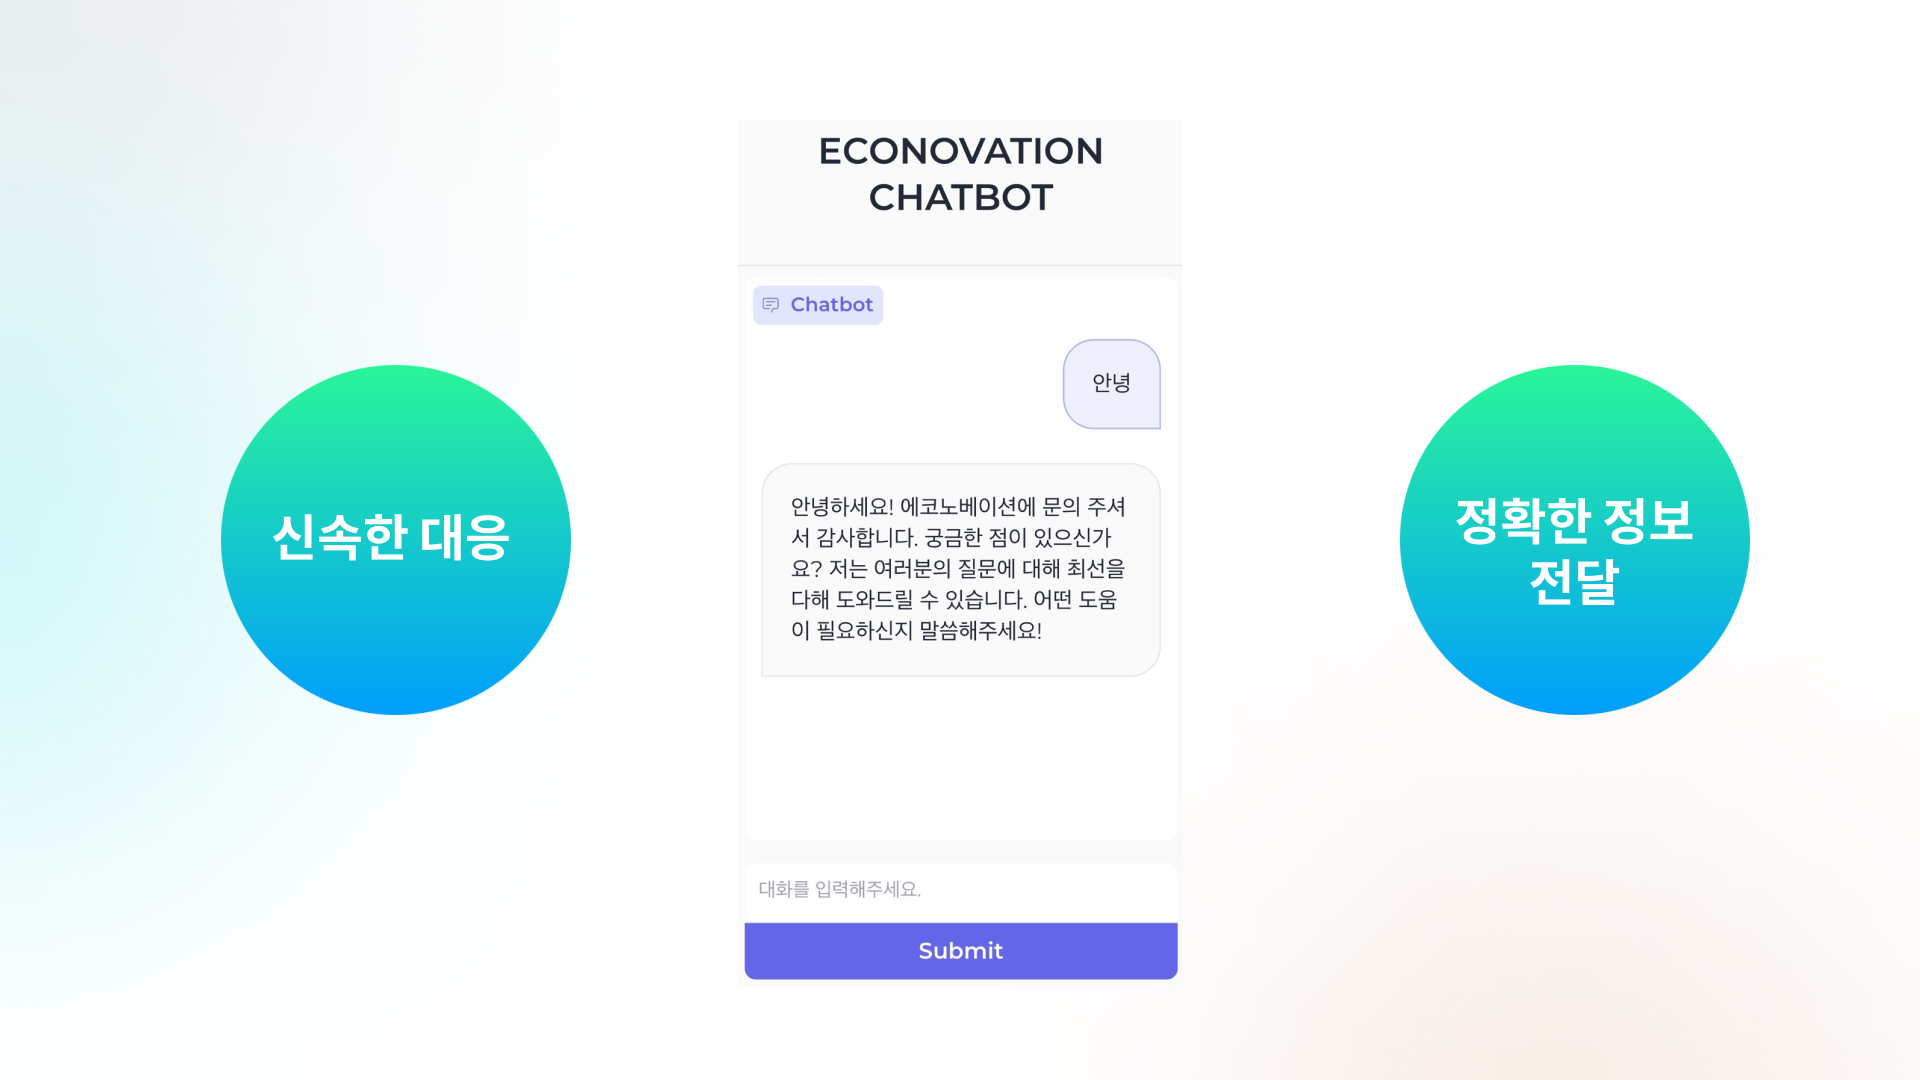 ECONOVATION
CHATBOT
Chatbot
안녕
안녕하세요! 에코노베이션에 문의 주셔
서 감사합니다. 궁금한 점이 있으신가
요? 저는 여러분의 질문에 대해 최선을
다해 도와드릴 수 있습니다. 어떤 도움
이 필요하신지 말씀해주세요!
대화를 입력해주세요.
Submit
신속한 대응
정확한 정보
전달